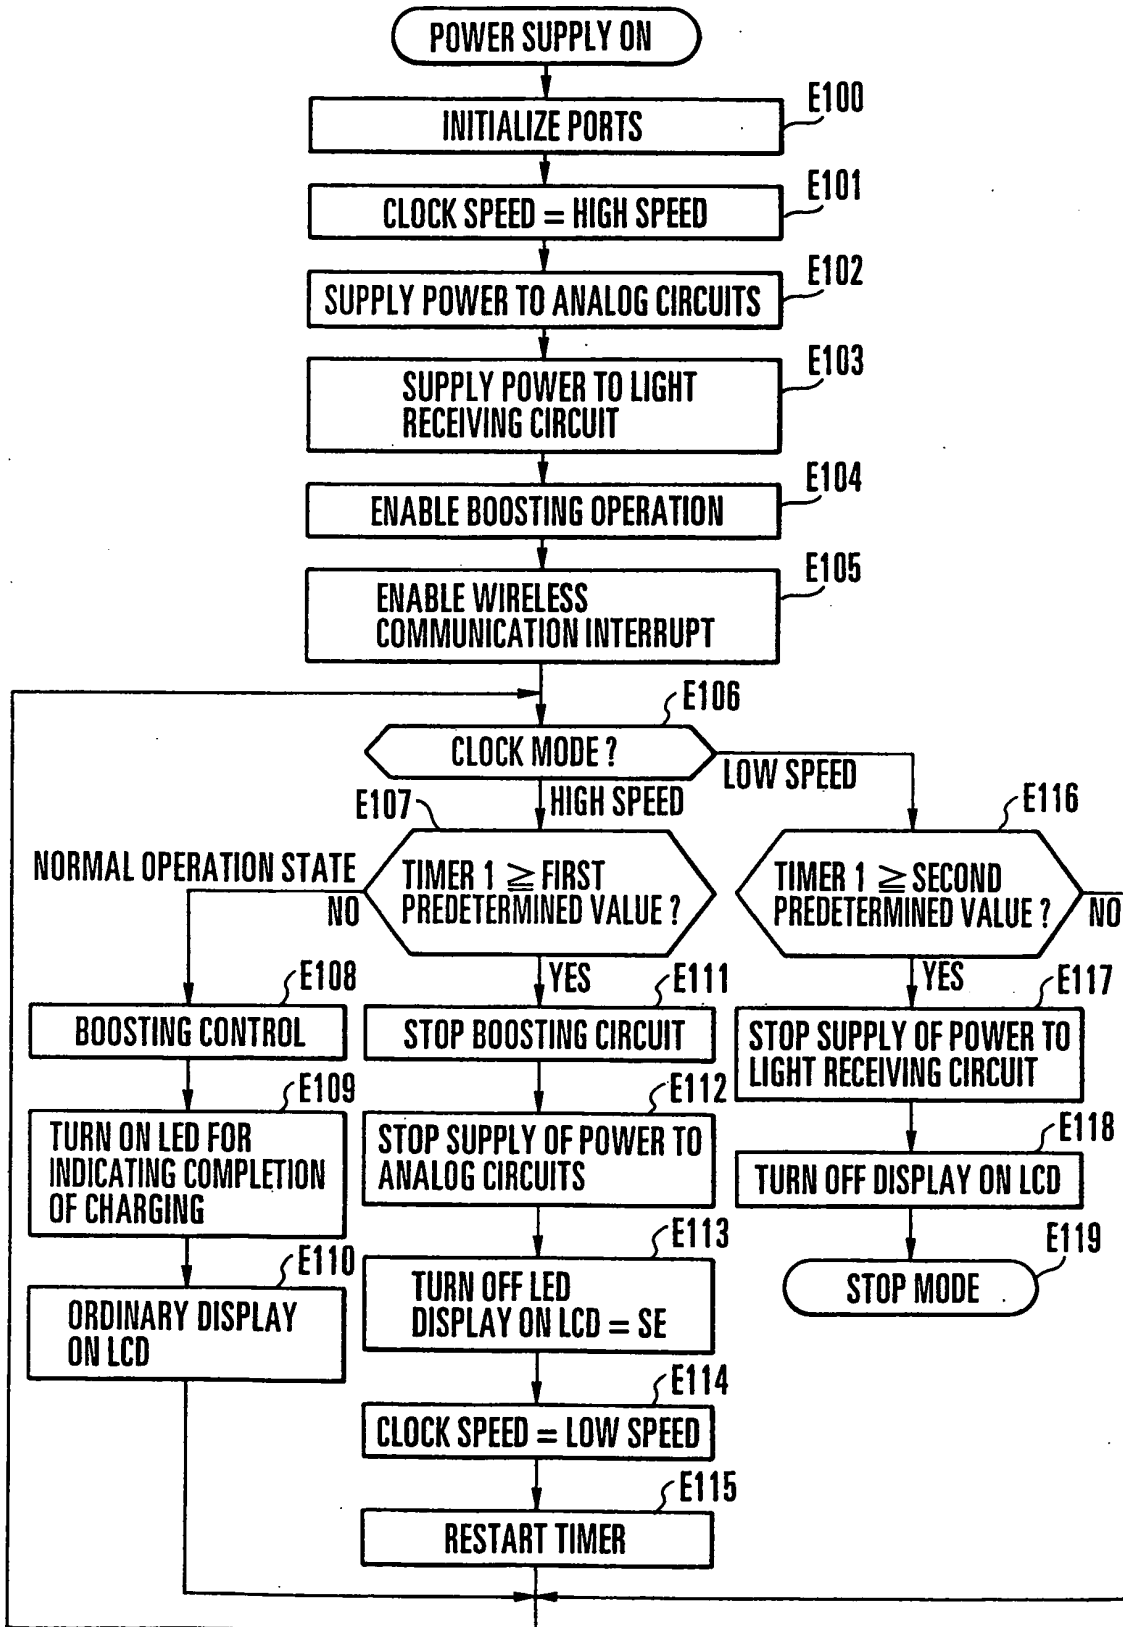 POWER SUPPLY ON
E100
INITIALIZE PORTS
E101
CLOCK SPEED = HIGH SPEED
E102
SUPPLY POWER TO ANALOG CIRCUITS
E103
SUPPLY POWER TO LIGHT
RECEIVING CIRCUIT
E104
ENABLE BOOSTING OPERATION
E105
ENABLE WIRELESS
COMMUNICATION INTERRUPT
E106
CLOCK MODE ?
LOW SPEED
HIGH SPEED
E107
E116
NORMAL OPERATION STATE
NO
TIMER 1 ≧ FIRST
PREDETERMINED VALUE ?
YES
TIMER 1 ≧ SECOND
PREDETERMINED VALUE ?
NO
YES
E108
BOOSTING CONTROL
E111
STOP BOOSTING CIRCUIT
E117
STOP SUPPLY OF POWER TO
LIGHT RECEIVING CIRCUIT
E109
TURN ON LED FOR
INDICATING COMPLETION
OF CHARGING
E112
STOP SUPPLY OF POWER TO
ANALOG CIRCUITS
E118
TURN OFF DISPLAY ON LCD
E110
ORDINARY DISPLAY
ON LCD
E113
TURN OFF LED
DISPLAY ON LCD = SE
E119
STOP MODE
E114
CLOCK SPEED = LOW SPEED
E115
RESTART TIMER